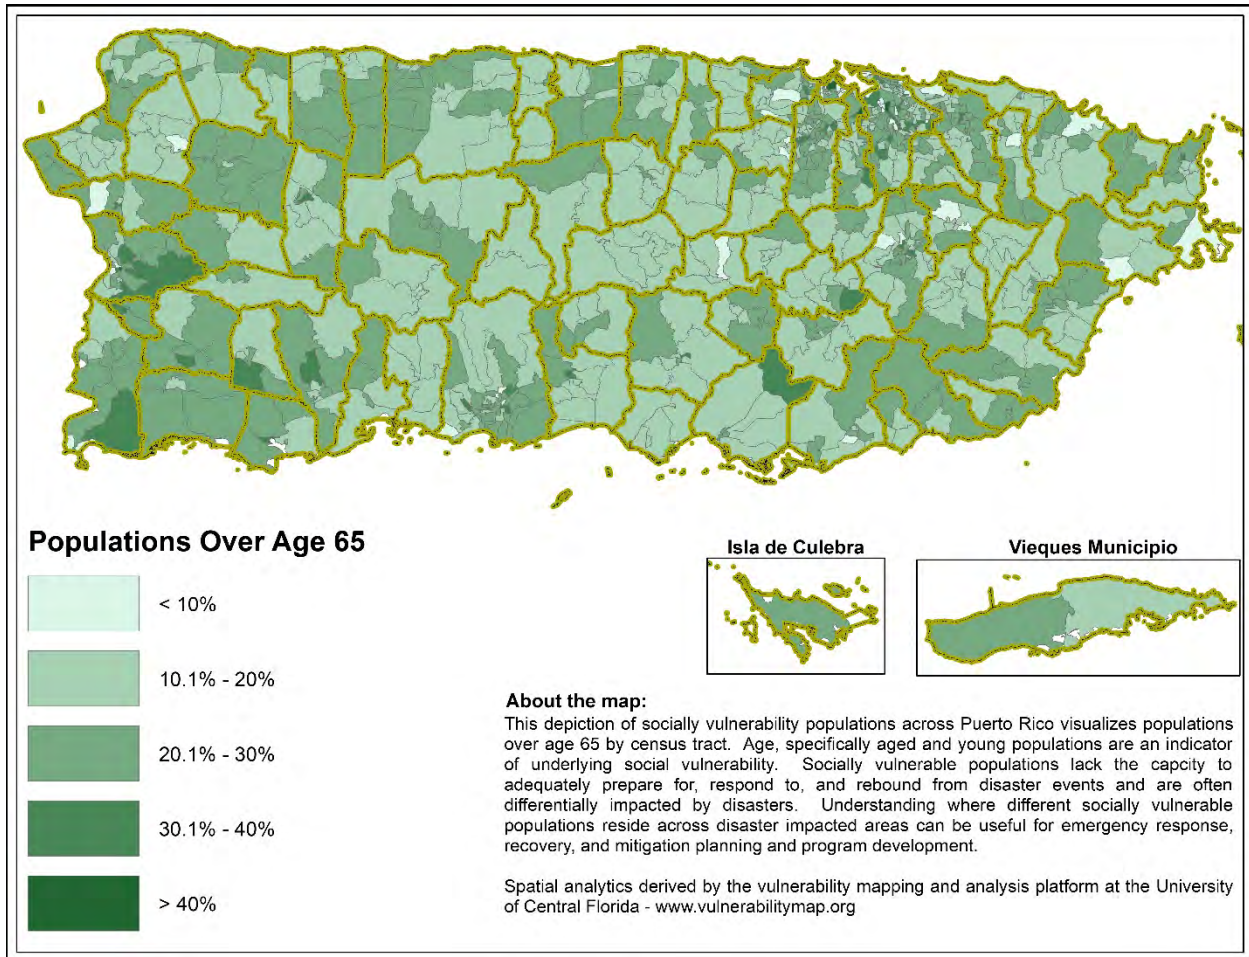 Populations Over Age 65
< 10%
10.1% - 20%
20.1% - 30%
30.1% - 40%
> 40%
Isla de Culebra
Vieques Municipio
About the map:
This depiction of socially vulnerability populations across Puerto Rico visualizes populations
over age 65 by census tract. Age, specifically aged and young populations are an indicator
of underlying social vulnerability. Socially vulnerable populations lack the capcity to
adequately prepare for, respond to, and rebound from disaster events and are often
differentially impacted by disasters. Understanding where different socially vulnerable
populations reside across disaster impacted areas can be useful for emergency response,
recovery, and mitigation planning and program development.
Spatial analytics derived by the vulnerability mapping and analysis platform at the University
of Central Florida - www.vulnerabilitymap.org